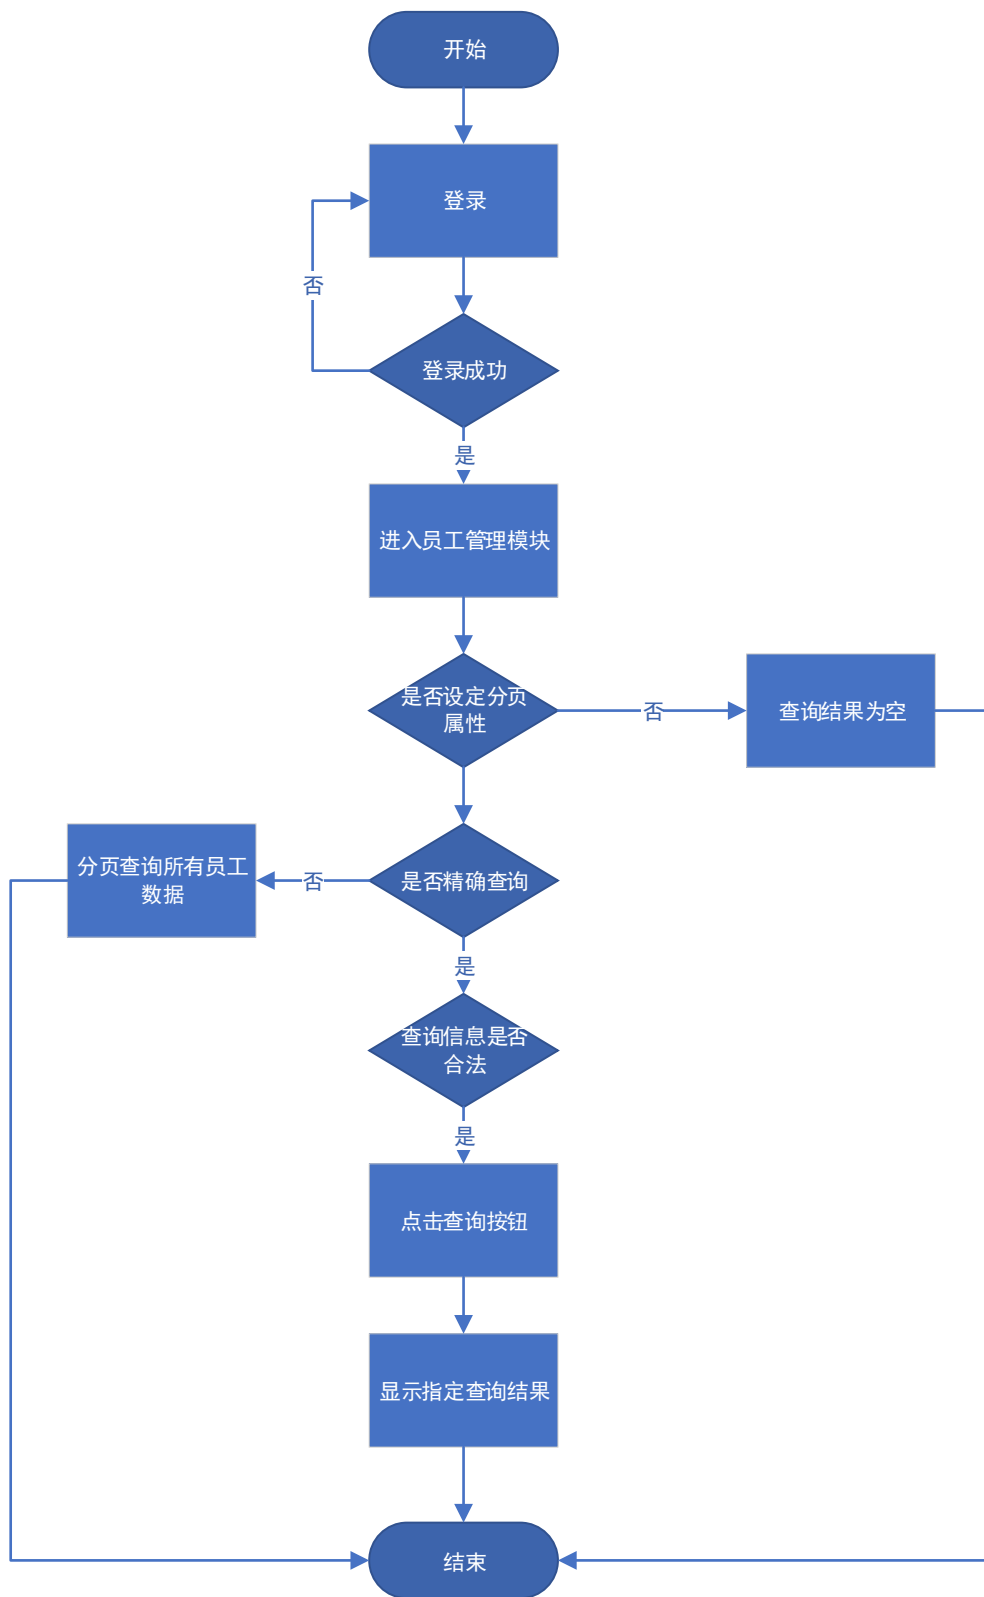 开始
登录
否
登录成功
是
进入员工管理模块
是否设定分页
属性
否
查询结果为空
分页查询所有员工
数据
否
是否精确查询
是
查询信息是否
合法
是
点击查询按钮
显示指定查询结果
结束